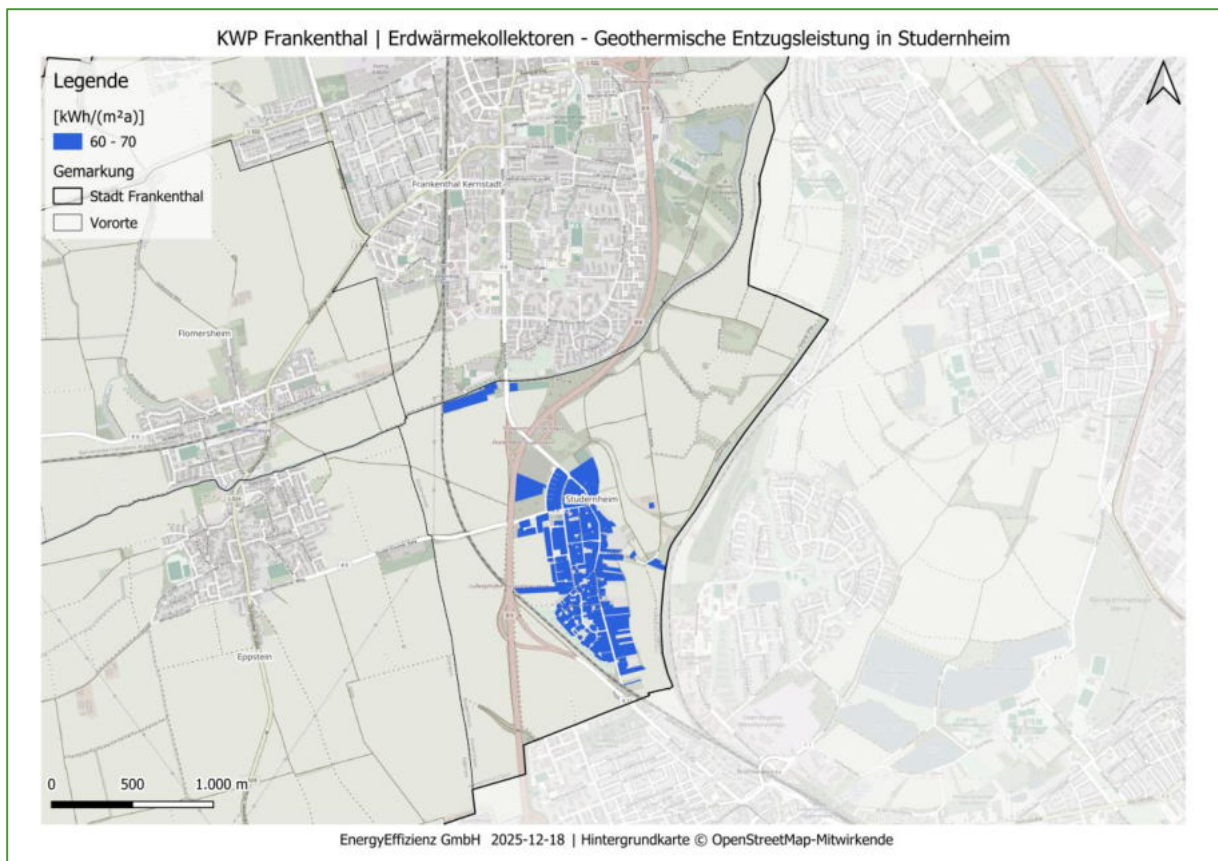 KWP Frankenthal | Erdwärmekollektoren - Geothermische Entzugsleistung in Studernheim
Legende
[kWh/(m²a)]
60 - 70
Gemarkung
Stadt Frankenthal
Vororte
Frankenthal Kernstadt
Flomersheim
Studernheim
Eppstein
0 500 1.000 m
EnergyEffizienz GmbH 2025-12-18 | Hintergrundkarte © OpenStreetMap-Mitwirkende